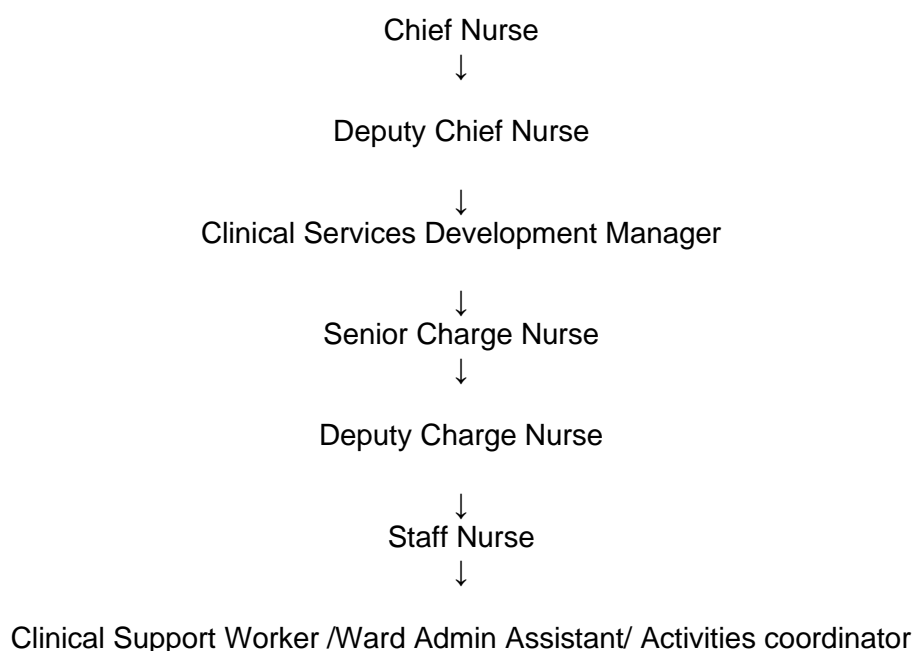 Chief Nurse
↓
Deputy Chief Nurse
↓
Clinical Services Development Manager
↓
Senior Charge Nurse
↓
Deputy Charge Nurse
↓
Staff Nurse
↓
Clinical Support Worker /Ward Admin Assistant/ Activities coordinator